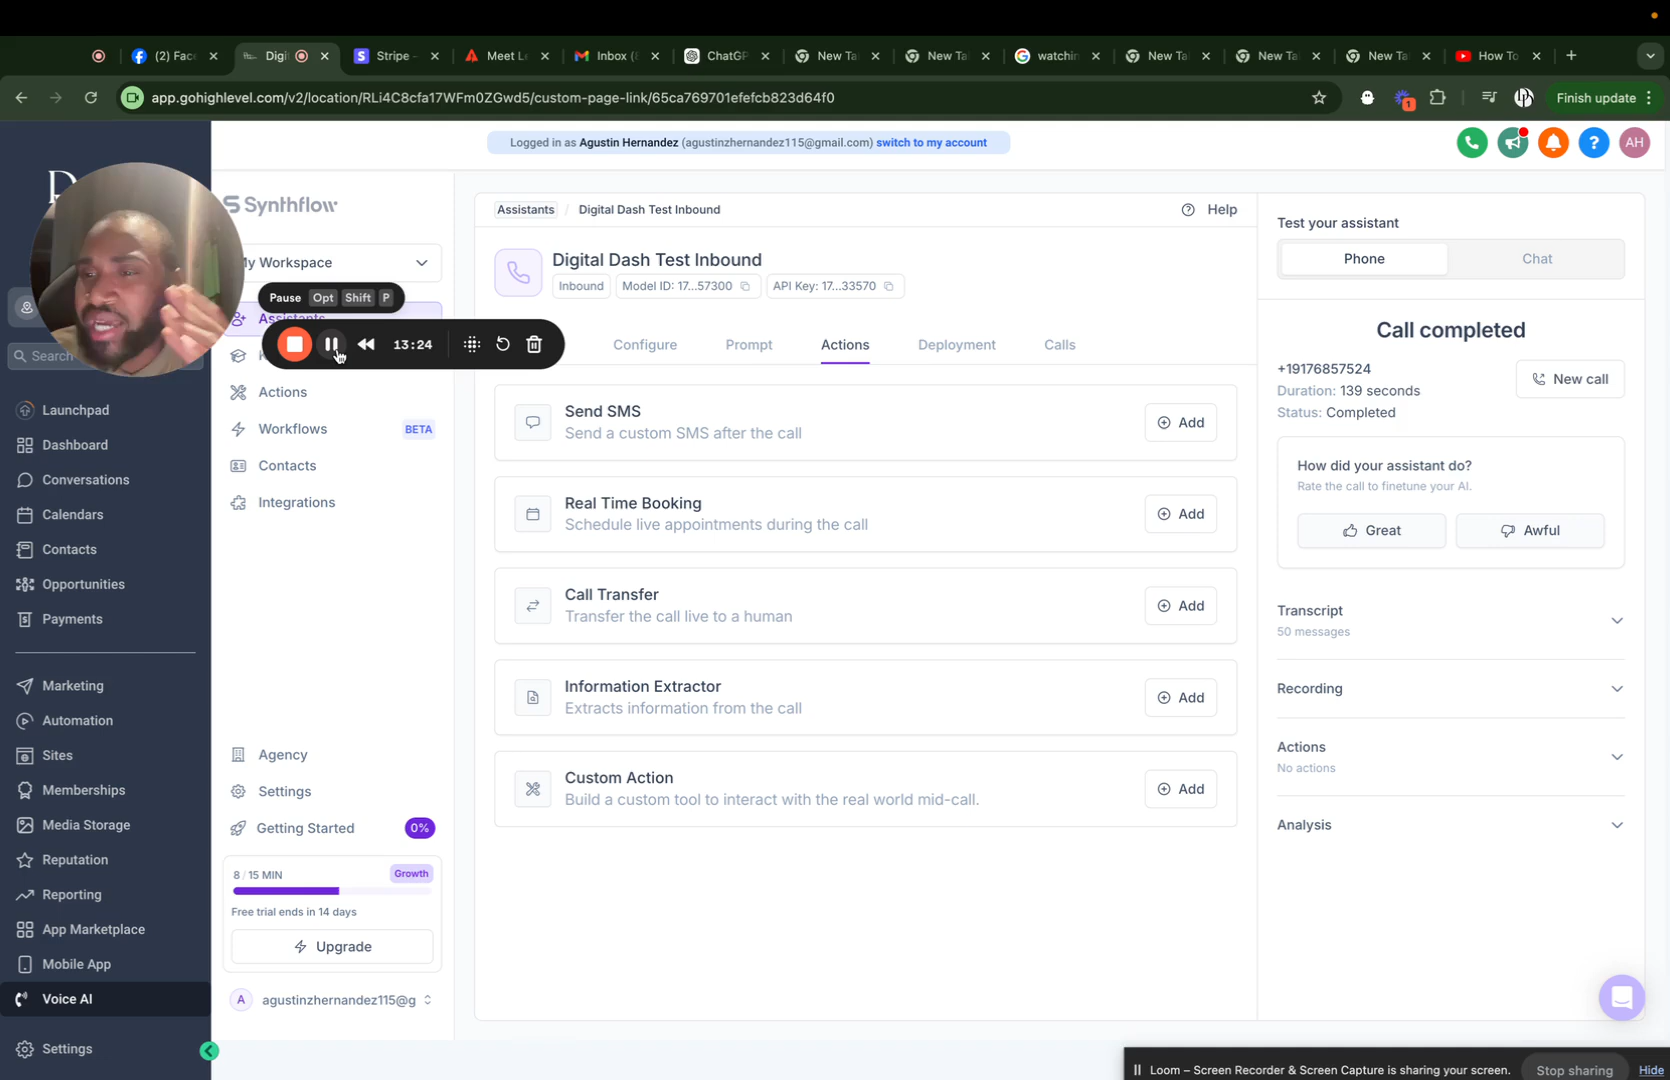 (2) Fac
Digi
Stripe -
Meet Le
Inbox (8
ChatGP
New Ta
New Ta
watchin
New Ta
New Ta
New Ta
How To
app.gohighlevel.com/v2/location/RLi4C8cfa17WFm0ZGwd5/custom-page-link/65ca769701efefcb823d64f0
1
Finish update
Logged in as Agustin Hernandez (agustinzhernandez115@gmail.com) switch to my account
AH
Synthflow
My Workspace
Pause Opt Shift P
Assistants
13:24
Search
Actions
Workflows BETA
Contacts
Integrations
Launchpad
Dashboard
Conversations
Calendars
Contacts
Opportunities
Payments
Marketing
Automation
Sites
Memberships
Media Storage
Reputation
Reporting
App Marketplace
Mobile App
Voice AI
Settings
Agency
Settings
Getting Started 0%
8 / 15 MIN Growth
Free trial ends in 14 days
Upgrade
A agustinzhernandez115@g
Assistants / Digital Dash Test Inbound
Help
Digital Dash Test Inbound
Inbound Model ID: 17...57300 API Key: 17...33570
Configure Prompt Actions Deployment Calls
Send SMS
Send a custom SMS after the call
Add
Real Time Booking
Schedule live appointments during the call
Add
Call Transfer
Transfer the call live to a human
Add
Information Extractor
Extracts information from the call
Add
Custom Action
Build a custom tool to interact with the real world mid-call.
Add
Test your assistant
Phone Chat
Call completed
+19176857524
Duration: 139 seconds
Status: Completed
New call
How did your assistant do?
Rate the call to finetune your AI.
Great Awful
Transcript
50 messages
Recording
Actions
No actions
Analysis
Loom – Screen Recorder & Screen Capture is sharing your screen. Stop sharing Hide